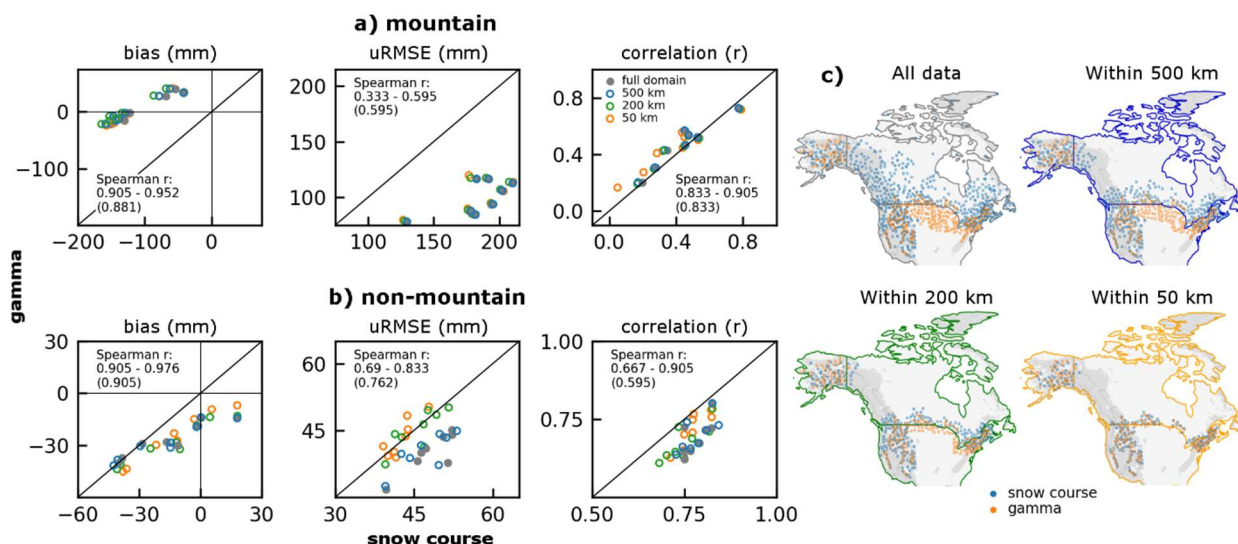 a) mountain
bias (mm)
uRMSE (mm)
correlation (r)
0
−100
−200
−100
0
Spearman r:
0.905 - 0.952
(0.881)
200
150
100
100
150
200
Spearman r:
0.333 - 0.595
(0.595)
0.8
0.4
0.0
0.0
0.4
0.8
full domain
500 km
200 km
50 km
Spearman r:
0.833 - 0.905
(0.833)
gamma
b) non-mountain
bias (mm)
uRMSE (mm)
correlation (r)
30
0
−30
−60
−30
0
30
Spearman r:
0.905 - 0.976
(0.905)
65
45
30
45
60
Spearman r:
0.69 - 0.833
(0.762)
1.00
0.75
0.50
0.75
1.00
Spearman r:
0.667 - 0.905
(0.595)
snow course
c)
All data
Within 500 km
Within 200 km
Within 50 km
snow course
gamma